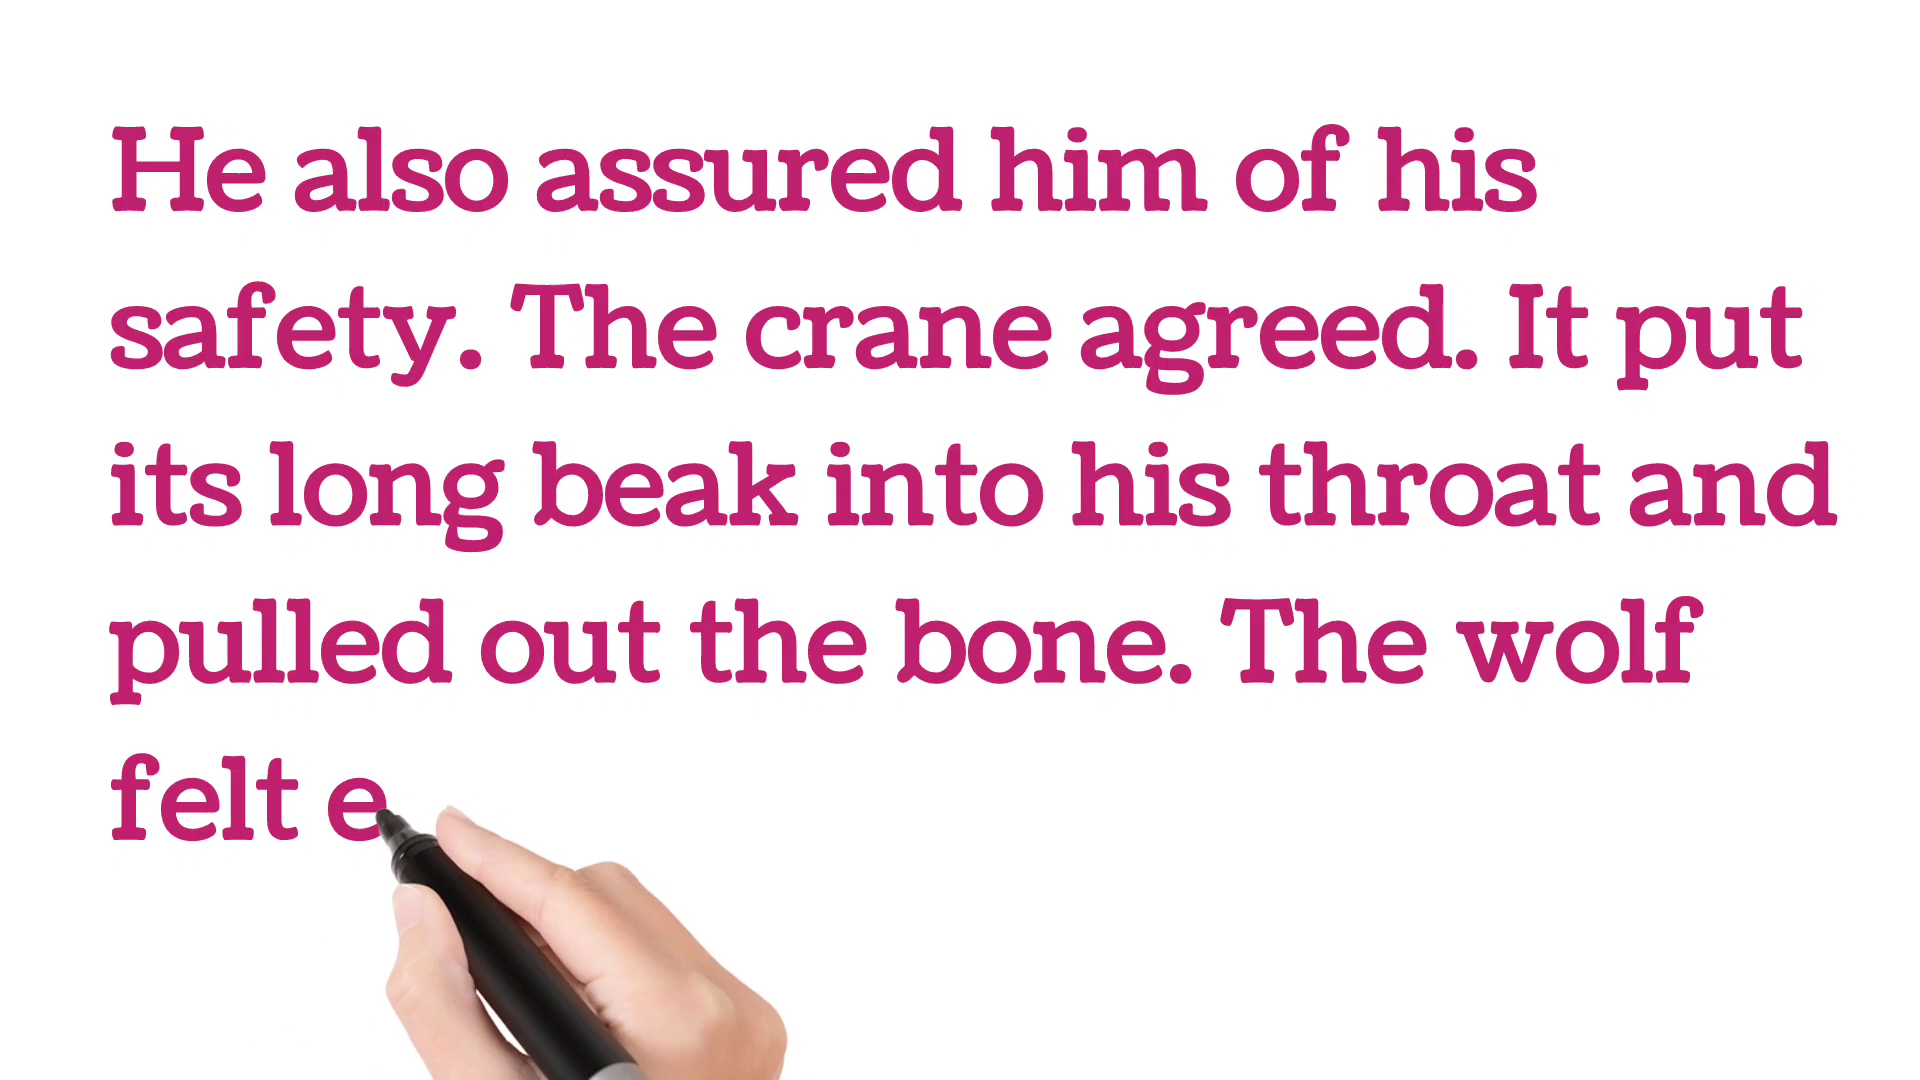 He also assured him of his
safety. The crane agreed. It put
its long beak into his throat and
pulled out the bone. The wolf
felt e